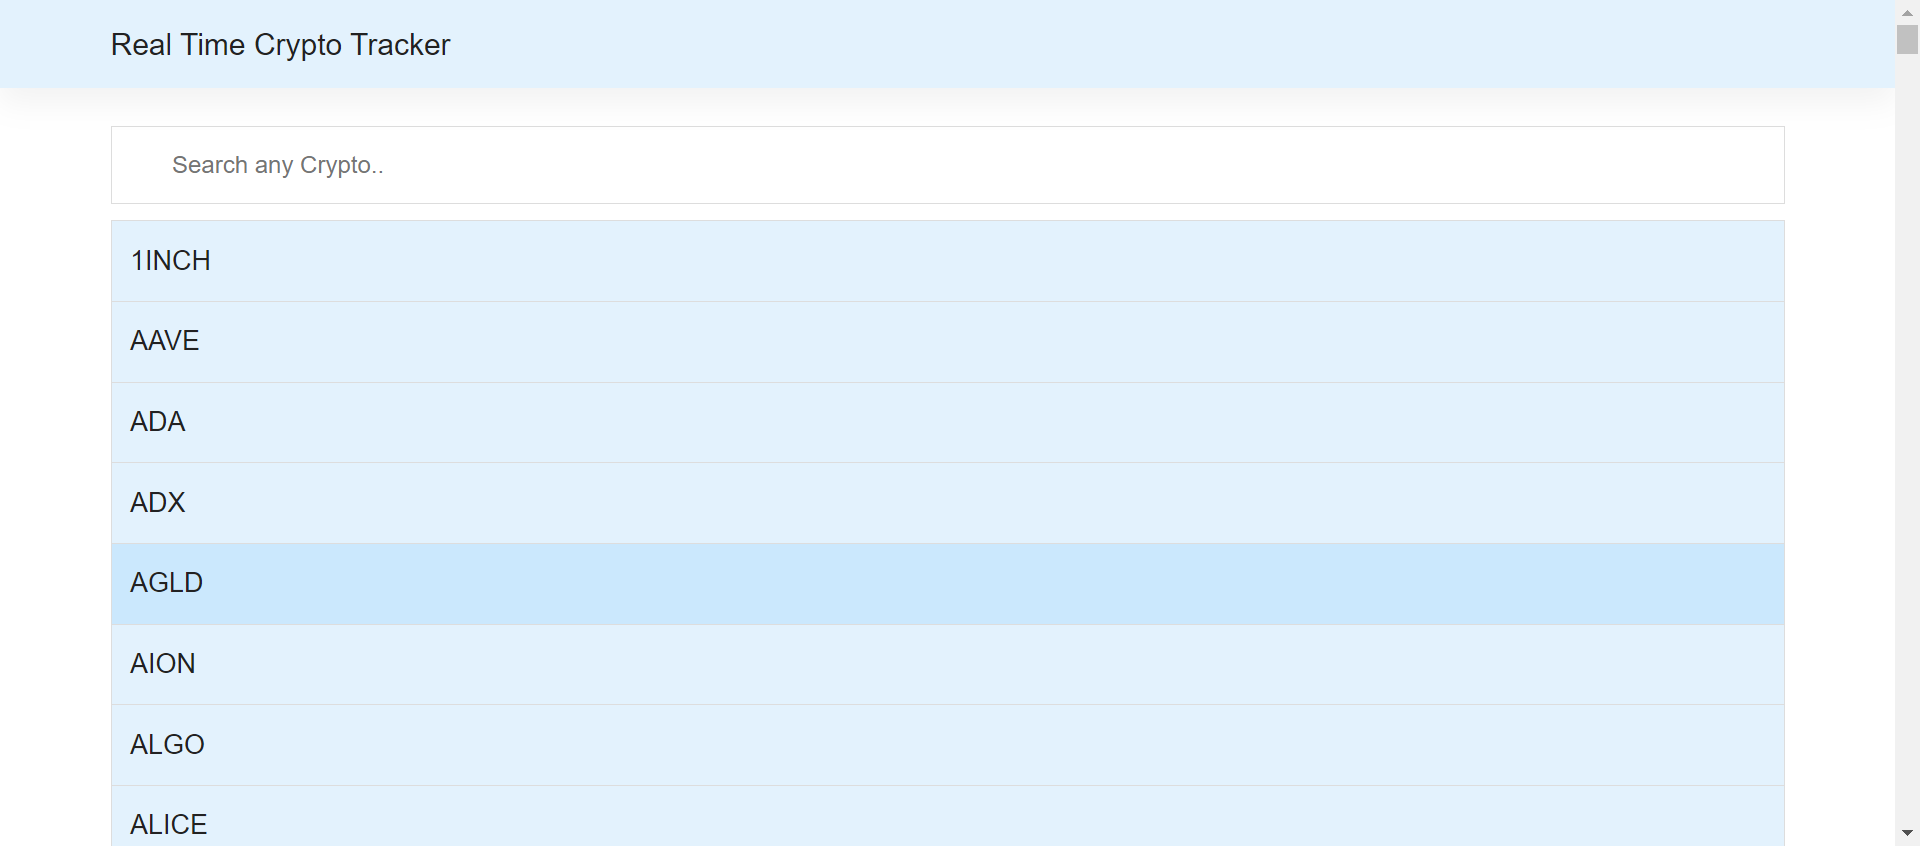 Real Time Crypto Tracker
Search any Crypto..
1INCH
AAVE
ADA
ADX
AGLD
AION
ALGO
ALICE